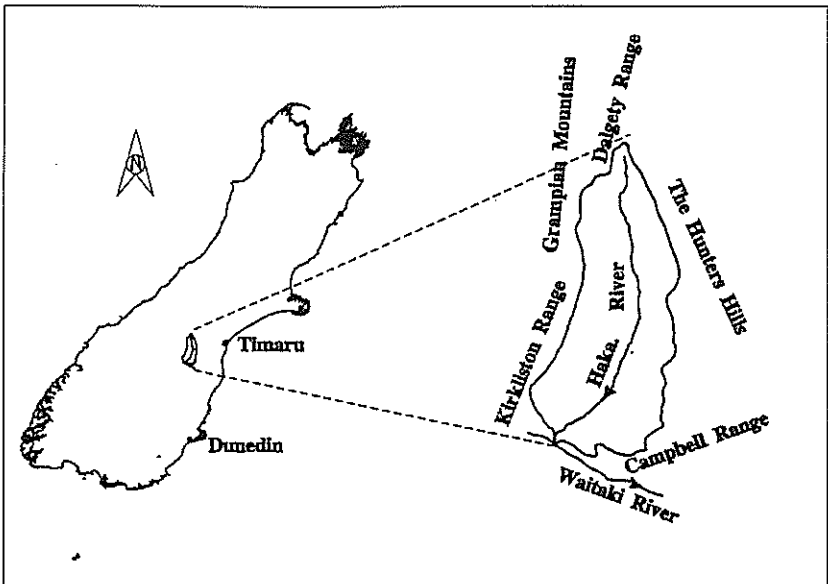 N
Timaru
Dunedin
Grampian Mountains
Dalgety Range
The Hunters Hills
Kirkliston Range
Haka. River
Campbell Range
Waitaki River